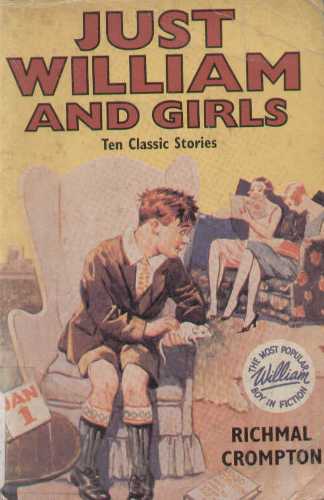 JUST
WILLIAM
AND GIRLS
Ten Classic Stories
JAN
1
THE MOST POPULAR
William
BOY IN FICTION
RICHMAL
CROMPTON